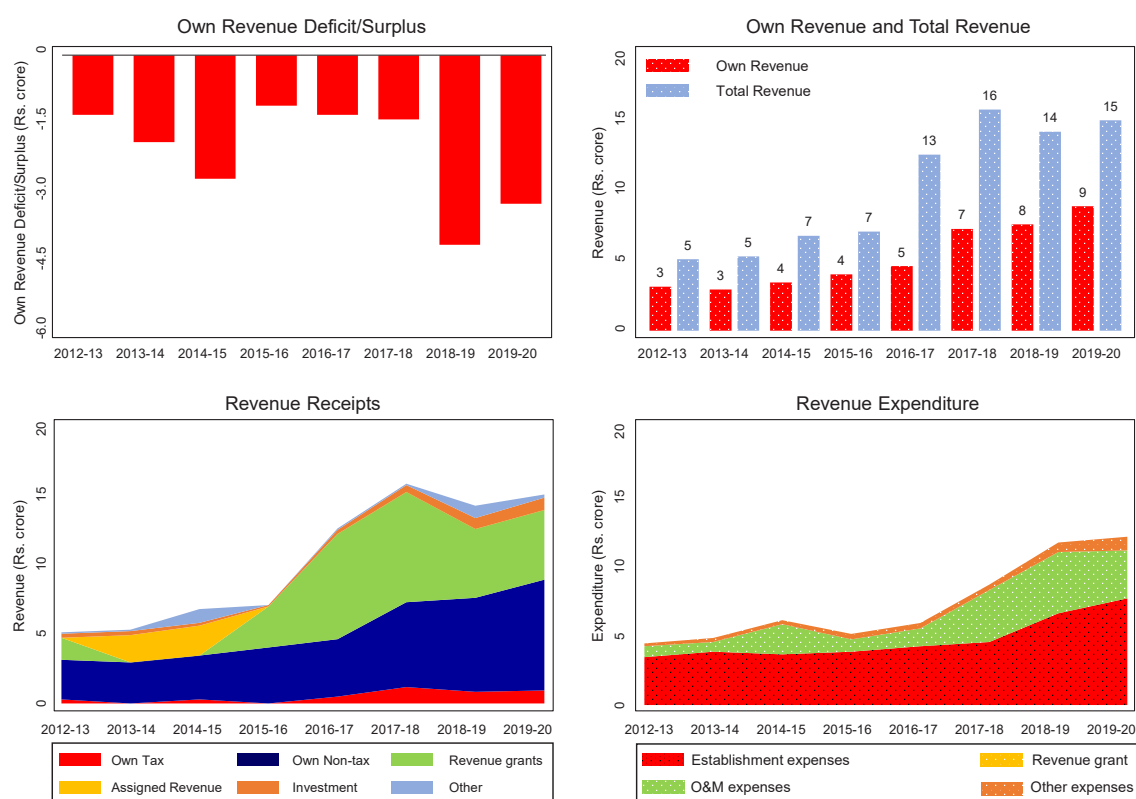 Own Revenue Deficit/Surplus
Own Revenue Deficit/Surplus (Rs. crore)
0
-1.5
-3.0
-4.5
-6.0
2012-13 2013-14 2014-15 2015-16 2016-17 2017-18 2018-19 2019-20
Own Revenue and Total Revenue
Revenue (Rs. crore)
20
15
10
5
0
Own Revenue
Total Revenue
3 5 3 5 4 7 4 7 5 13 7 16 8 14 9 15
2012-13 2013-14 2014-15 2015-16 2016-17 2017-18 2018-19 2019-20
Revenue Receipts
Revenue (Rs. crore)
20
15
10
5
0
2012-13 2013-14 2014-15 2015-16 2016-17 2017-18 2018-19 2019-20
Own Tax Own Non-tax Revenue grants
Assigned Revenue Investment Other
Revenue Expenditure
Expenditure (Rs. crore)
20
15
10
5
0
2012-13 2013-14 2014-15 2015-16 2016-17 2017-18 2018-19 2019-20
Establishment expenses Revenue grant
O&M expenses Other expenses